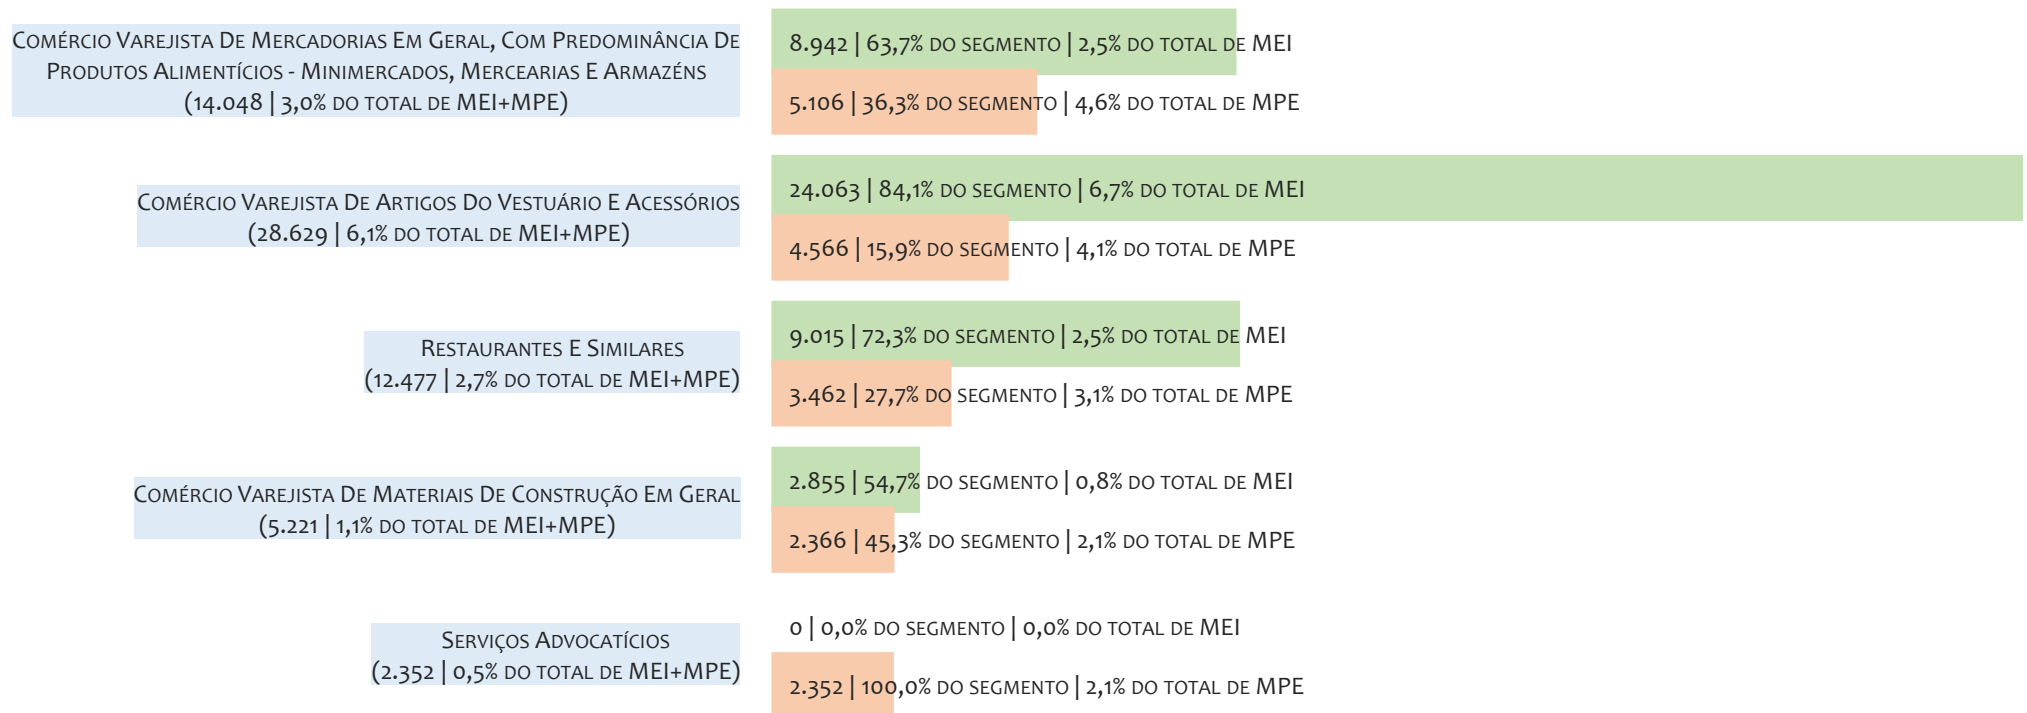 Comércio Varejista De Mercadorias Em Geral, Com Predominância De
Produtos Alimentícios - Minimercados, Mercearias E Armazéns
(14.048 | 3,0% do total de MEI+MPE)
8.942 | 63,7% do segmento | 2,5% do total de MEI
5.106 | 36,3% do segmento | 4,6% do total de MPE
Comércio Varejista De Artigos Do Vestuário E Acessórios
(28.629 | 6,1% do total de MEI+MPE)
24.063 | 84,1% do segmento | 6,7% do total de MEI
4.566 | 15,9% do segmento | 4,1% do total de MPE
Restaurantes E Similares
(12.477 | 2,7% do total de MEI+MPE)
9.015 | 72,3% do segmento | 2,5% do total de MEI
3.462 | 27,7% do segmento | 3,1% do total de MPE
Comércio Varejista De Materiais De Construção Em Geral
(5.221 | 1,1% do total de MEI+MPE)
2.855 | 54,7% do segmento | 0,8% do total de MEI
2.366 | 45,3% do segmento | 2,1% do total de MPE
Serviços Advocatícios
(2.352 | 0,5% do total de MEI+MPE)
0 | 0,0% do segmento | 0,0% do total de MEI
2.352 | 100,0% do segmento | 2,1% do total de MPE